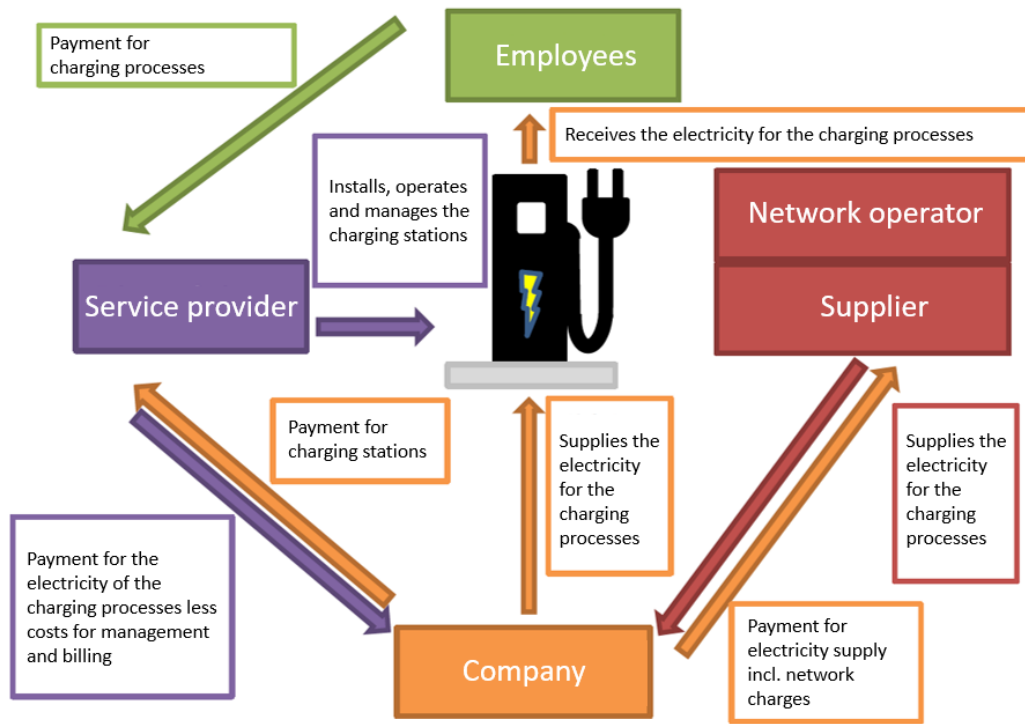 Payment for
charging processes
Employees
Receives the electricity for the charging processes
Installs, operates
and manages the
charging stations
Network operator
Service provider
Supplier
Payment for
charging stations
Supplies the
electricity
for the
charging
processes
Supplies the
electricity
for the
charging
processes
Payment for the
electricity of the
charging processes less
costs for management
and billing
Company
Payment for
electricity supply
incl. network
charges